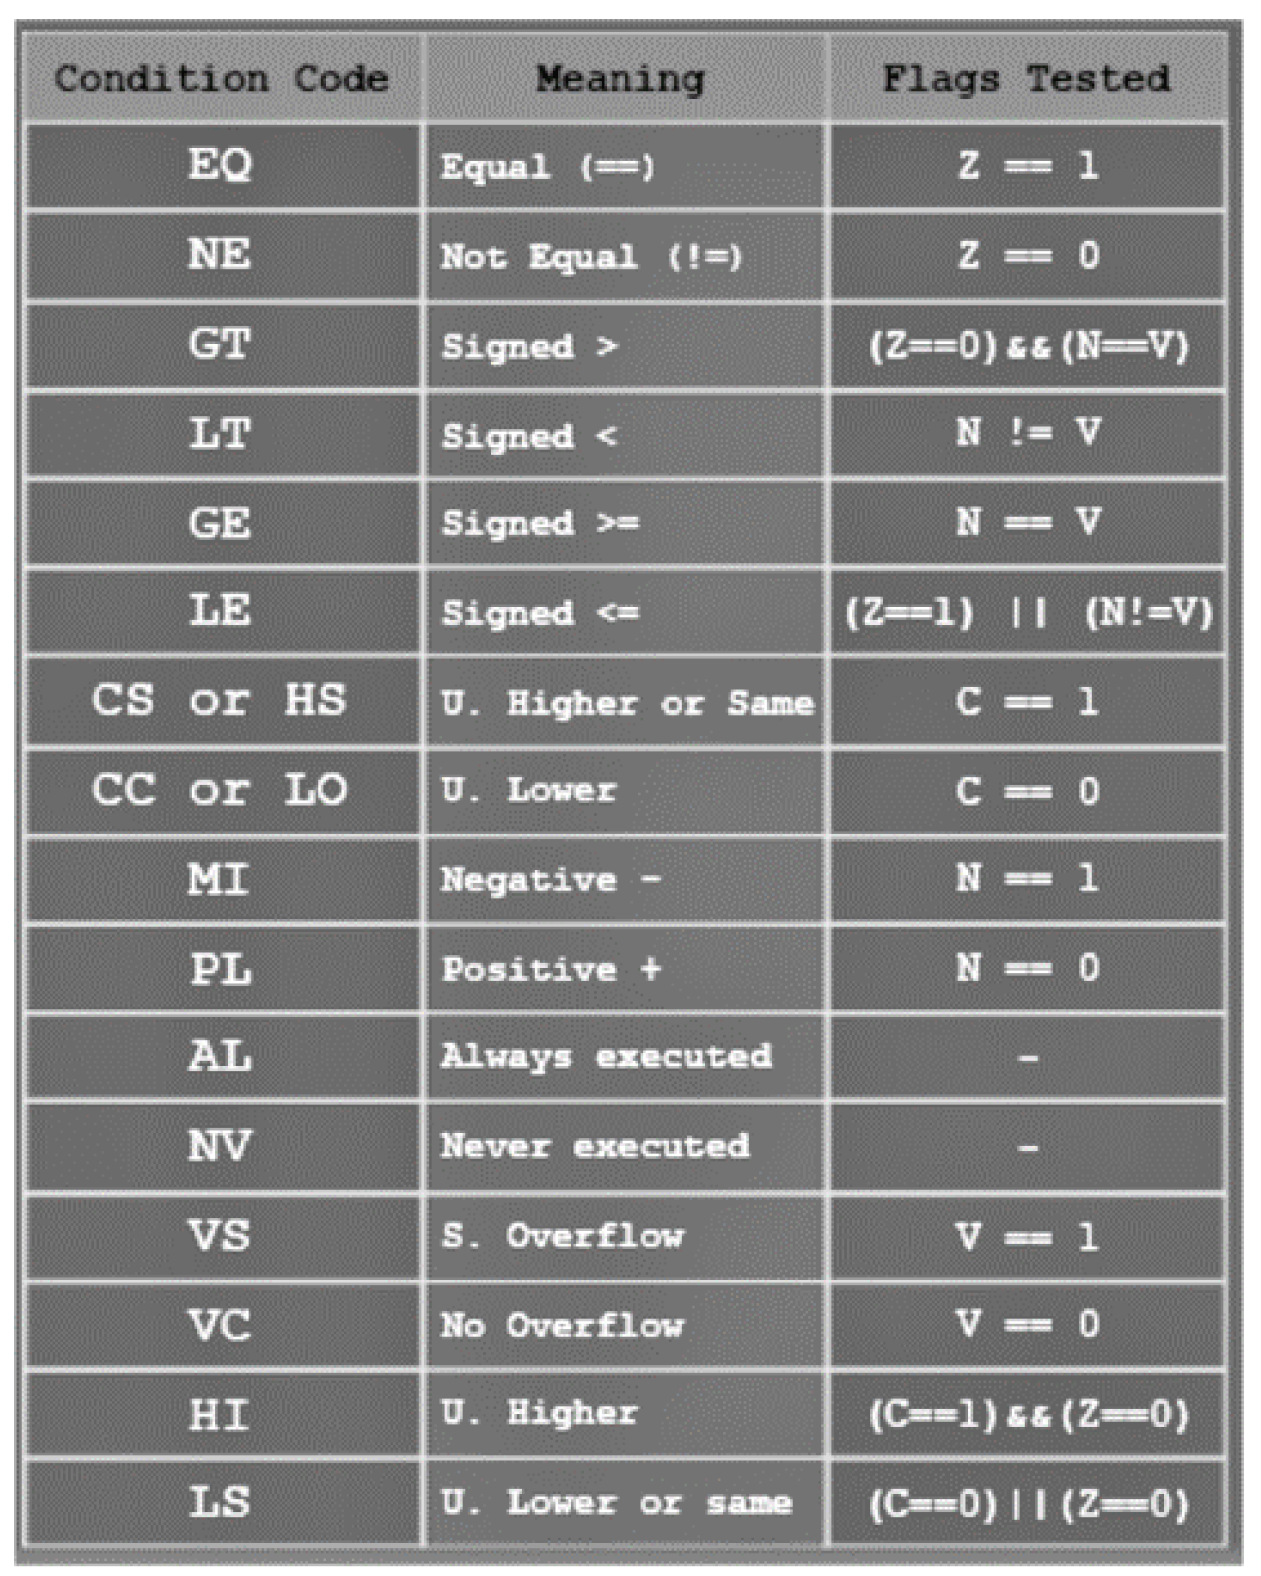 Condition Code Meaning Flags Tested
EQ Equal (==) Z == 1
NE Not Equal (!=) Z == 0
GT Signed > (Z==0)&&(N==V)
LT Signed < N != V
GE Signed >= N == V
LE Signed <= (Z==1) || (N!=V)
CS or HS U. Higher or Same C == 1
CC or LO U. Lower C == 0
MI Negative - N == 1
PL Positive + N == 0
AL Always executed -
NV Never executed -
VS S. Overflow V == 1
VC No Overflow V == 0
HI U. Higher (C==1)&&(Z==0)
LS U. Lower or same (C==0)||(Z==0)